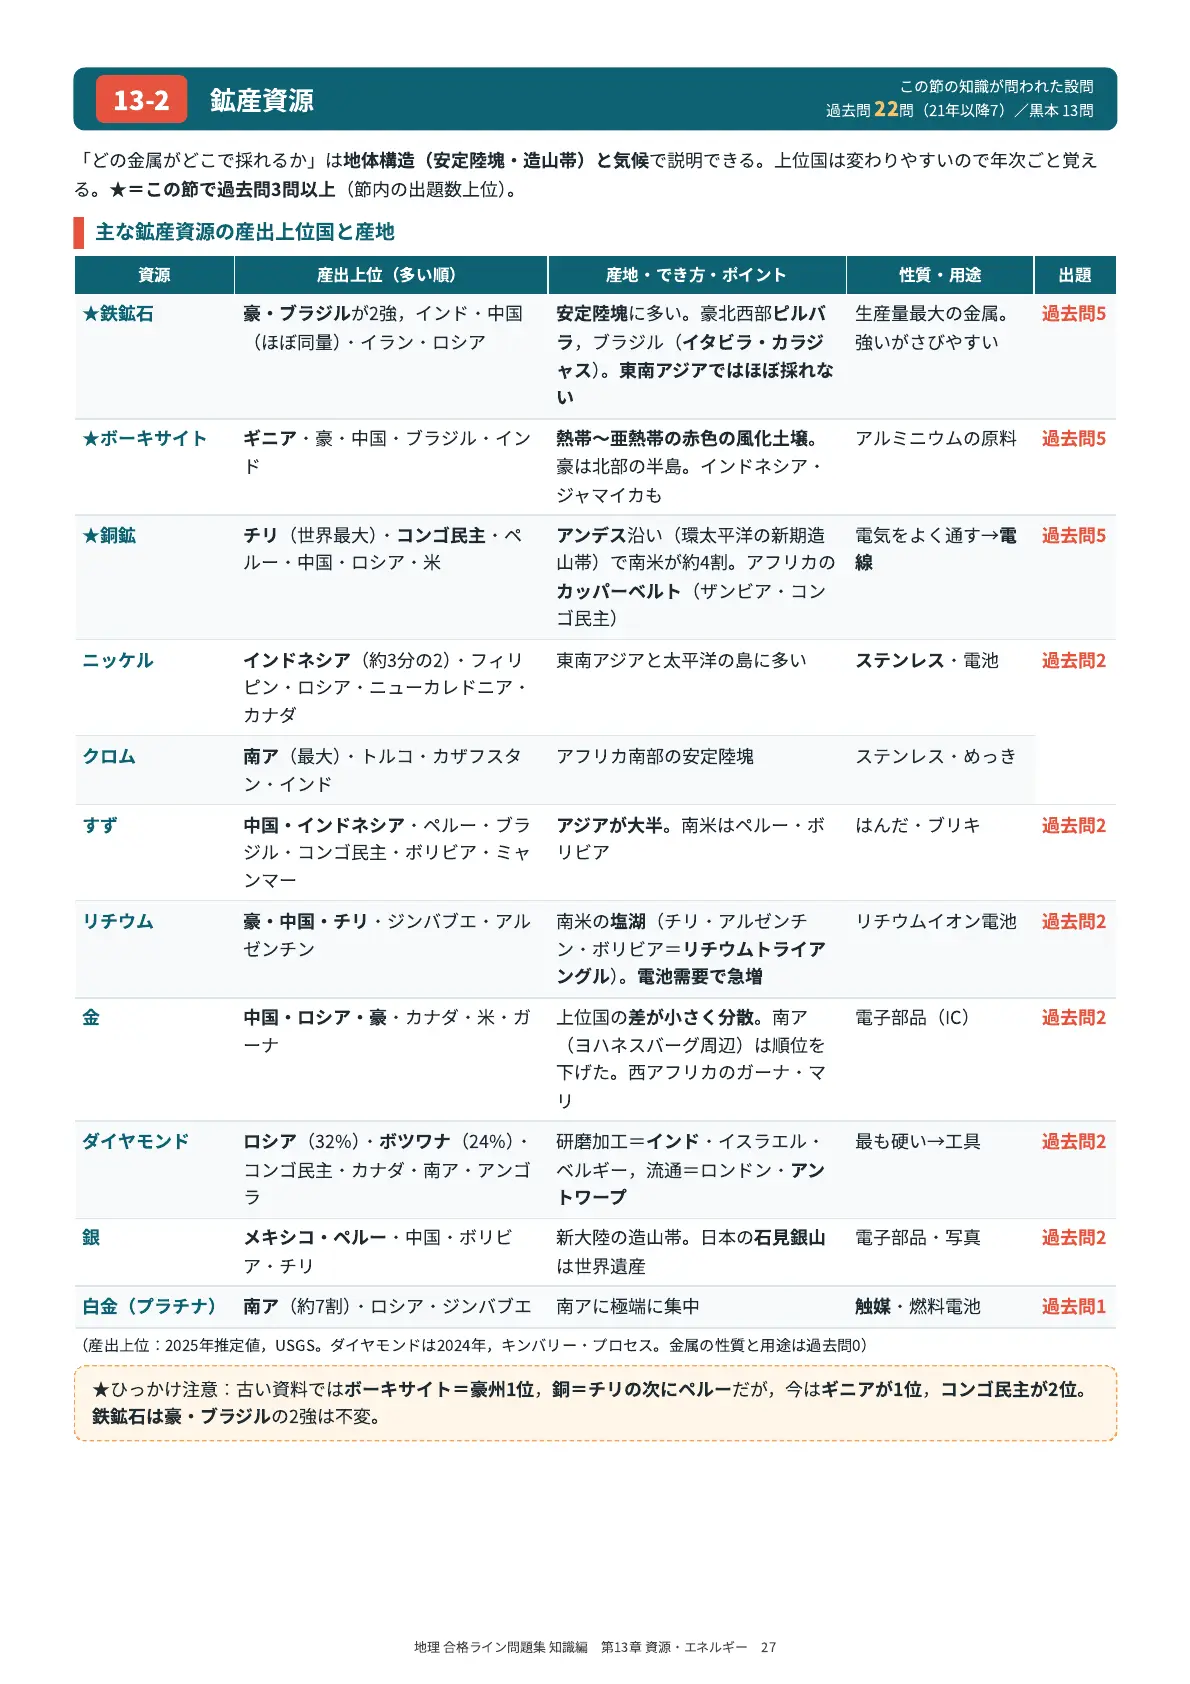 13-2 鉱産資源
この節の知識が問われた設問
過去問 22問（21年以降7）／黒本 13問
「どの金属がどこで採れるか」は地体構造（安定陸塊・造山帯）と気候で説明できる。上位国は変わりやすいので年次ごと覚え
る。★＝この節で過去問3問以上（節内の出題数上位）。
主な鉱産資源の産出上位国と産地
資源 産出上位（多い順） 産地・でき方・ポイント 性質・用途 出題
★鉄鉱石 豪・ブラジルが2強，インド・中国 安定陸塊に多い。豪北西部ピルバ 生産量最大の金属。 過去問5
（ほぼ同量）・イラン・ロシア ラ，ブラジル（イタビラ・カラジ 強いがさびやすい
ャス）。東南アジアではほぼ採れな
い
★ボーキサイト ギニア・豪・中国・ブラジル・イン 熱帯〜亜熱帯の赤色の風化土壌。 アルミニウムの原料 過去問5
ド 豪は北部の半島。インドネシア・
ジャマイカも
★銅鉱 チリ（世界最大）・コンゴ民主・ペ アンデス沿い（環太平洋の新期造 電気をよく通す→電 過去問5
ルー・中国・ロシア・米 山帯）で南米が約4割。アフリカの 線
カッパーベルト（ザンビア・コン
ゴ民主）
ニッケル インドネシア（約3分の2）・フィリ 東南アジアと太平洋の島に多い ステンレス・電池 過去問2
ピン・ロシア・ニューカレドニア・
カナダ
クロム 南ア（最大）・トルコ・カザフスタ アフリカ南部の安定陸塊 ステンレス・めっき
ン・インド
すず 中国・インドネシア・ペルー・ブラ アジアが大半。南米はペルー・ボ はんだ・ブリキ 過去問2
ジル・コンゴ民主・ボリビア・ミャ リビア
ンマー
リチウム 豪・中国・チリ・ジンバブエ・アル 南米の塩湖（チリ・アルゼンチ リチウムイオン電池 過去問2
ゼンチン ン・ボリビア＝リチウムトライア
ングル）。電池需要で急増
金 中国・ロシア・豪・カナダ・米・ガ 上位国の差が小さく分散。南ア 電子部品（IC） 過去問2
ーナ （ヨハネスバーグ周辺）は順位を
下げた。西アフリカのガーナ・マ
リ
ダイヤモンド ロシア（32%）・ボツワナ（24%）・ 研磨加工＝インド・イスラエル・ 最も硬い→工具 過去問2
コンゴ民主・カナダ・南ア・アンゴ ベルギー，流通＝ロンドン・アン
ラ トワープ
銀 メキシコ・ペルー・中国・ボリビ 新大陸の造山帯。日本の石見銀山 電子部品・写真 過去問2
ア・チリ は世界遺産
白金（プラチナ） 南ア（約7割）・ロシア・ジンバブエ 南アに極端に集中 触媒・燃料電池 過去問1
（産出上位：2025年推定値，USGS。ダイヤモンドは2024年，キンバリー・プロセス。金属の性質と用途は過去問0）
★ひっかけ注意：古い資料ではボーキサイト＝豪州1位，銅＝チリの次にペルーだが，今はギニアが1位，コンゴ民主が2位。
鉄鉱石は豪・ブラジルの2強は不変。
地理 合格ライン問題集 知識編 第13章 資源・エネルギー 27